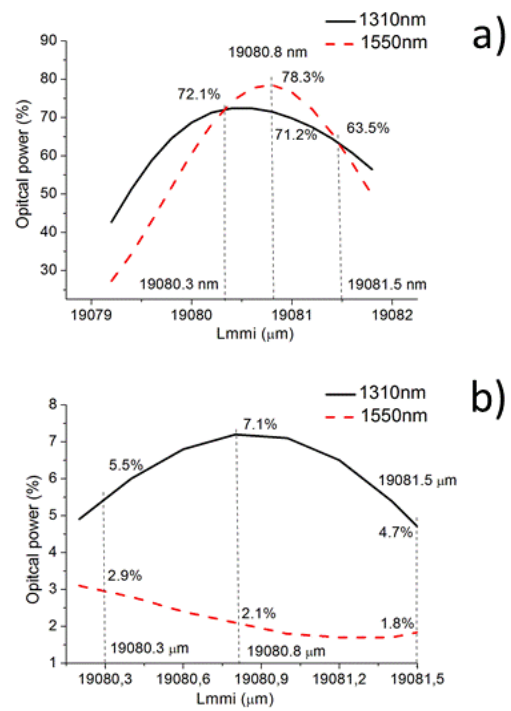 1310nm
1550nm
a)
19080.8 nm
90
80
70
60
50
40
30
72.1%
78.3%
71.2%
63.5%
19080.3 nm
19081.5 nm
19079
19080
19081
19082
Opitcal power (%)
Lmmi (μm)
1310nm
1550nm
b)
8
7
6
5
4
3
2
1
7.1%
5.5%
19081.5 μm
4.7%
2.9%
2.1%
1.8%
19080.3 μm
19080.8 μm
19080,3
19080,6
19080,9
19081,2
19081,5
Opitcal power (%)
Lmmi (μm)